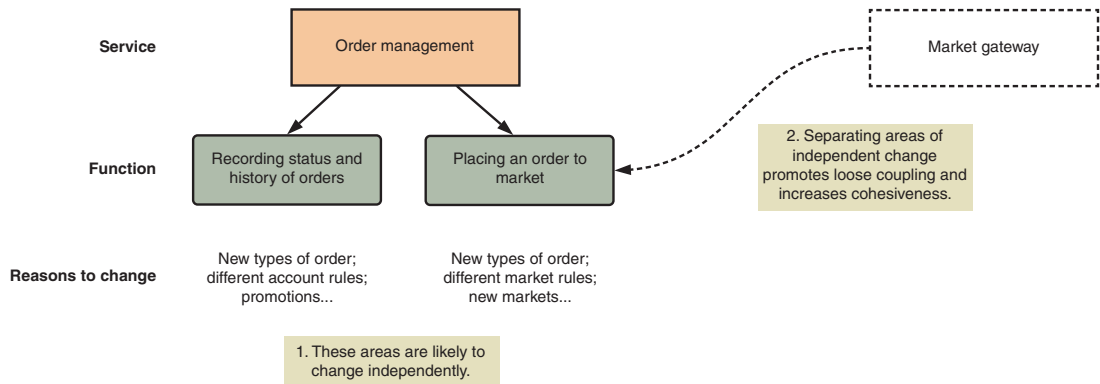 Service
Order management
Market gateway
Function
Recording status and
history of orders
Placing an order to
market
2. Separating areas of
independent change
promotes loose coupling and
increases cohesiveness.
Reasons to change
New types of order;
different account rules;
promotions...
New types of order;
different market rules;
new markets...
1. These areas are likely to
change independently.